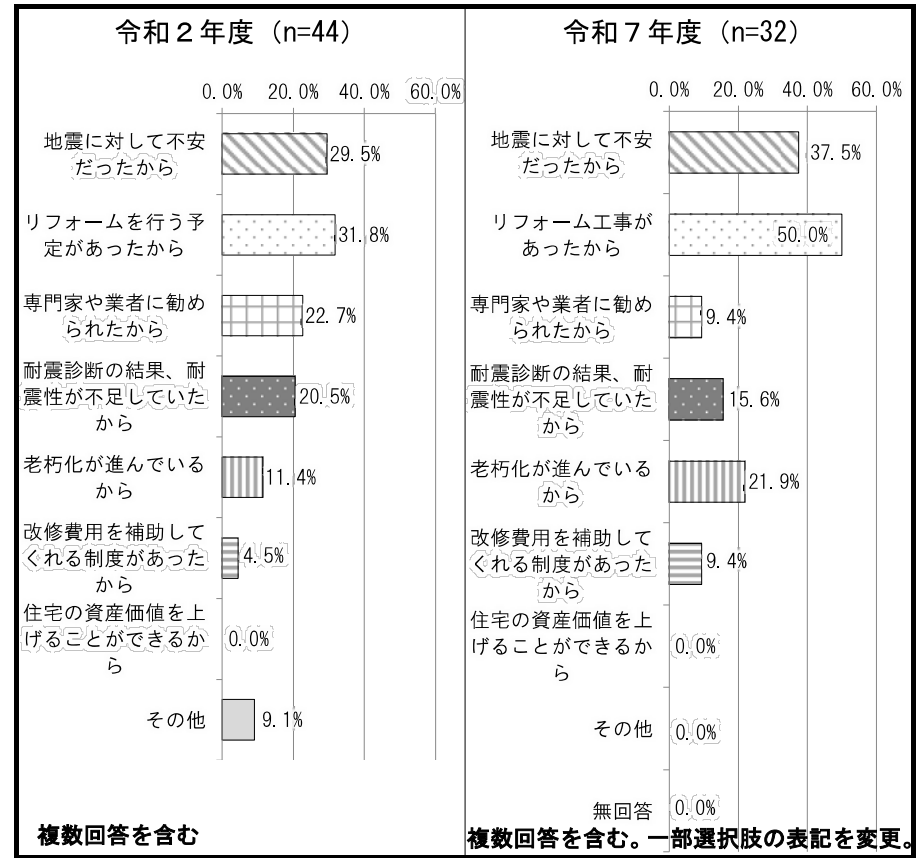 令和２年度（n=44）
0.0%
20.0%
40.0%
60.0%
地震に対して不安
だったから
29.5%
リフォームを行う予
定があったから
31.8%
専門家や業者に勧め
られたから
22.7%
耐震診断の結果、耐
震性が不足していた
から
20.5%
老朽化が進んでいる
から
11.4%
改修費用を補助して
くれる制度があった
から
4.5%
住宅の資産価値を上
げることができるか
ら
0.0%
その他
9.1%
複数回答を含む
令和７年度（n=32）
0.0%
20.0%
40.0%
60.0%
地震に対して不安
だったから
37.5%
リフォーム工事が
あったから
50.0%
専門家や業者に勧め
られたから
9.4%
耐震診断の結果、耐
震性が不足していた
から
15.6%
老朽化が進んでいる
から
21.9%
改修費用を補助して
くれる制度があった
から
9.4%
住宅の資産価値を上
げることができるか
ら
0.0%
その他
0.0%
無回答
0.0%
複数回答を含む。一部選択肢の表記を変更。